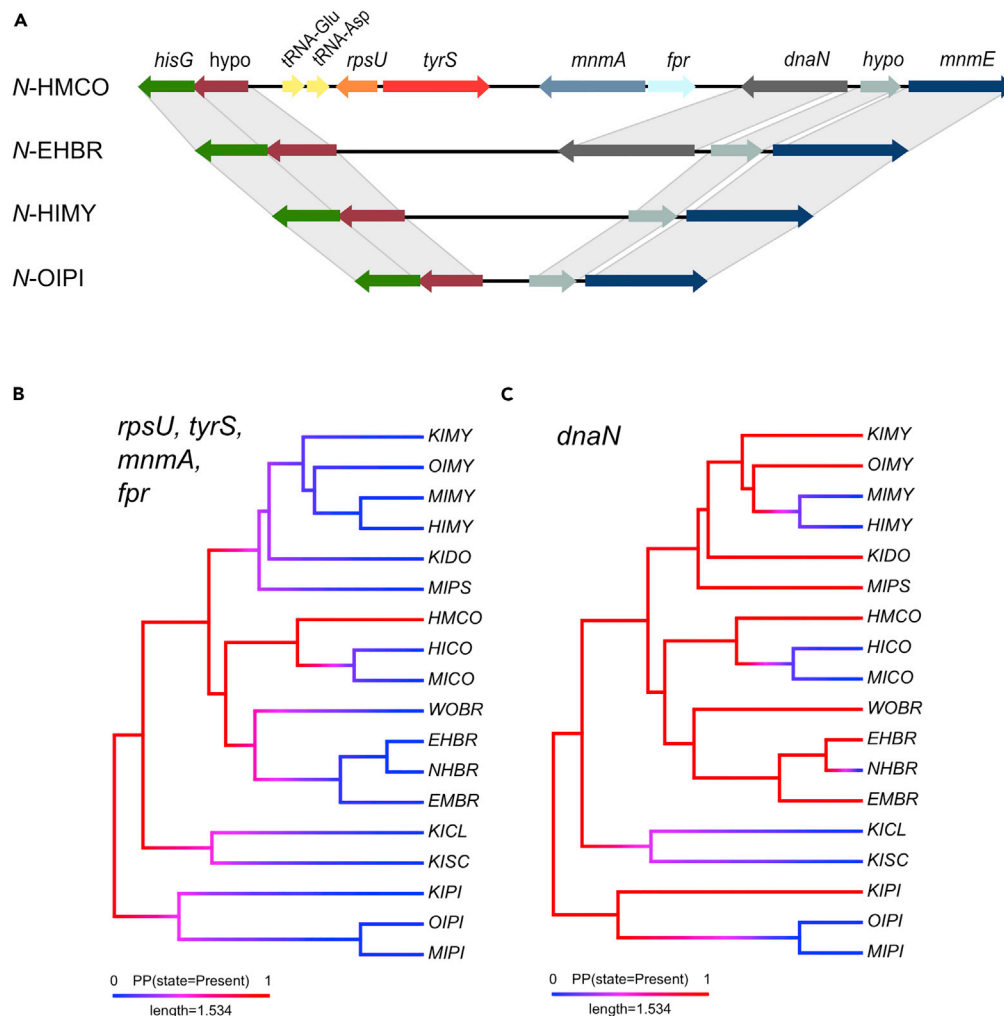 A
hisG hypo tRNA-Glu tRNA-Asp rpsU tyrS mnmA fpr dnaN hypo mnmE
N-HMCO
N-EHBR
N-HIMY
N-OIPI
B
rpsU, tyrS,
mnmA,
fpr
KIMY
OIMY
MIMY
HIMY
KIDO
MIPS
HMCO
HICO
MICO
WOBR
EHBR
NHBR
EMBR
KICL
KISC
KIPI
OIPI
MIPI
0 PP(state=Present) 1
length=1.534
C
dnaN
KIMY
OIMY
MIMY
HIMY
KIDO
MIPS
HMCO
HICO
MICO
WOBR
EHBR
NHBR
EMBR
KICL
KISC
KIPI
OIPI
MIPI
0 PP(state=Present) 1
length=1.534